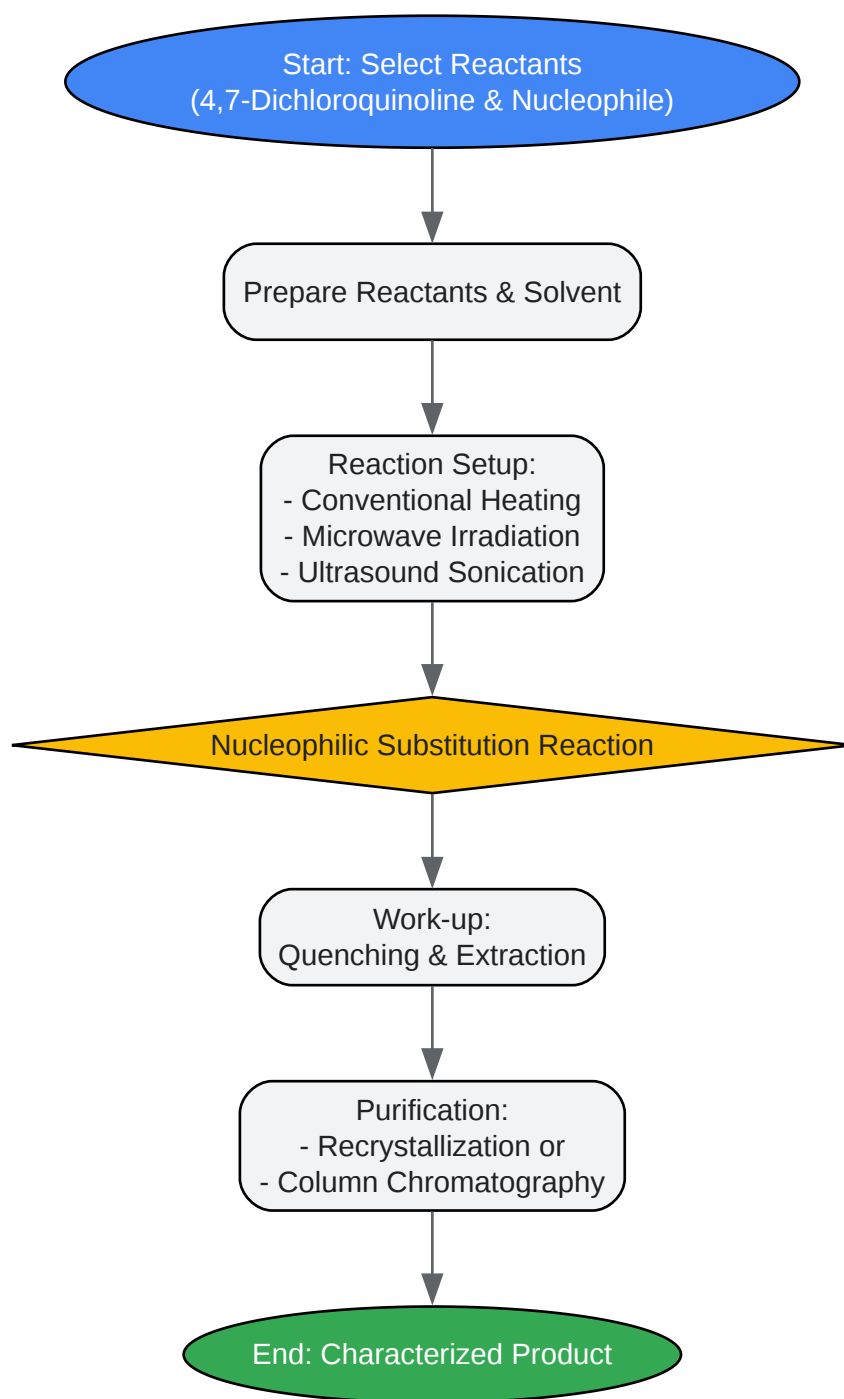 Start: Select Reactants
(4,7-Dichloroquinoline & Nucleophile)
Prepare Reactants & Solvent
Reaction Setup:
- Conventional Heating
- Microwave Irradiation
- Ultrasound Sonication
Nucleophilic Substitution Reaction
Work-up:
Quenching & Extraction
Purification:
- Recrystallization or
- Column Chromatography
End: Characterized Product